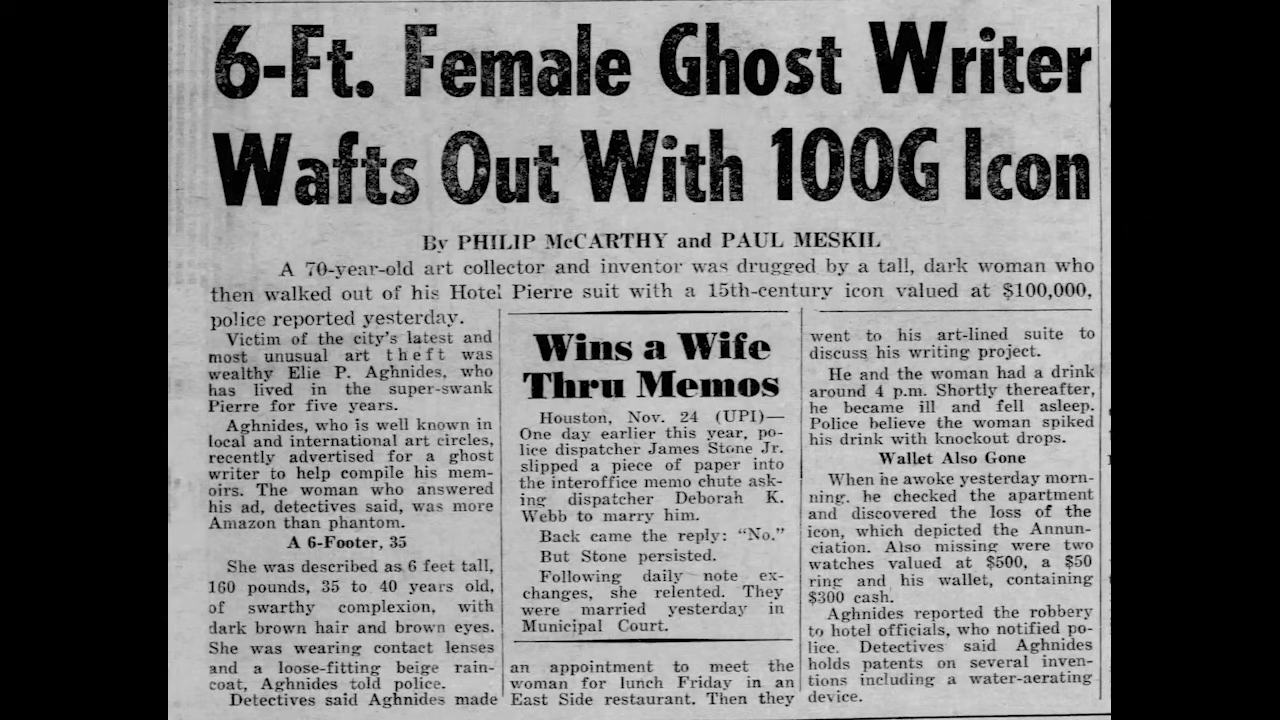 6-Ft. Female Ghost Writer
Wafts Out With 100G Icon
By PHILIP McCARTHY and PAUL MESKIL
A 70-year-old art collector and inventor was drugged by a tall, dark woman who
then walked out of his Hotel Pierre suit with a 15th-century icon valued at $100,000,
police reported yesterday.
Victim of the city's latest and
most unusual art theft was
wealthy Elie P. Aghnides, who
has lived in the super-swank
Pierre for five years.
Aghnides, who is well known in
local and international art circles,
recently advertised for a ghost
writer to help compile his mem-
oirs. The woman who answered
his ad, detectives said, was more
Amazon than phantom.
A 6-Footer, 35
She was described as 6 feet tall,
160 pounds, 35 to 40 years old,
of swarthy complexion, with
dark brown hair and brown eyes.
She was wearing contact lenses
and a loose-fitting beige rain-
coat, Aghnides told police.
Detectives said Aghnides made
Wins a Wife
Thru Memos
Houston, Nov. 24 (UPI)—
One day earlier this year, po-
lice dispatcher James Stone Jr.
slipped a piece of paper into
the interoffice memo chute ask-
ing dispatcher Deborah K.
Webb to marry him.
Back came the reply: "No."
But Stone persisted.
Following daily note ex-
changes, she relented. They
were married yesterday in
Municipal Court.
an appointment to meet the
woman for lunch Friday in an
East Side restaurant. Then they
went to his art-lined suite to
discuss his writing project.
He and the woman had a drink
around 4 p.m. Shortly thereafter,
he became ill and fell asleep.
Police believe the woman spiked
his drink with knockout drops.
Wallet Also Gone
When he awoke yesterday morn-
ning. he checked the apartment
and discovered the loss of the
icon, which depicted the Annun-
ciation. Also missing were two
watches valued at $500, a $50
ring and his wallet, containing
$300 cash.
Aghnides reported the robbery
to hotel officials, who notified po-
lice. Detectives said Aghnides
holds patents on several inven-
tions including a water-aerating
device.